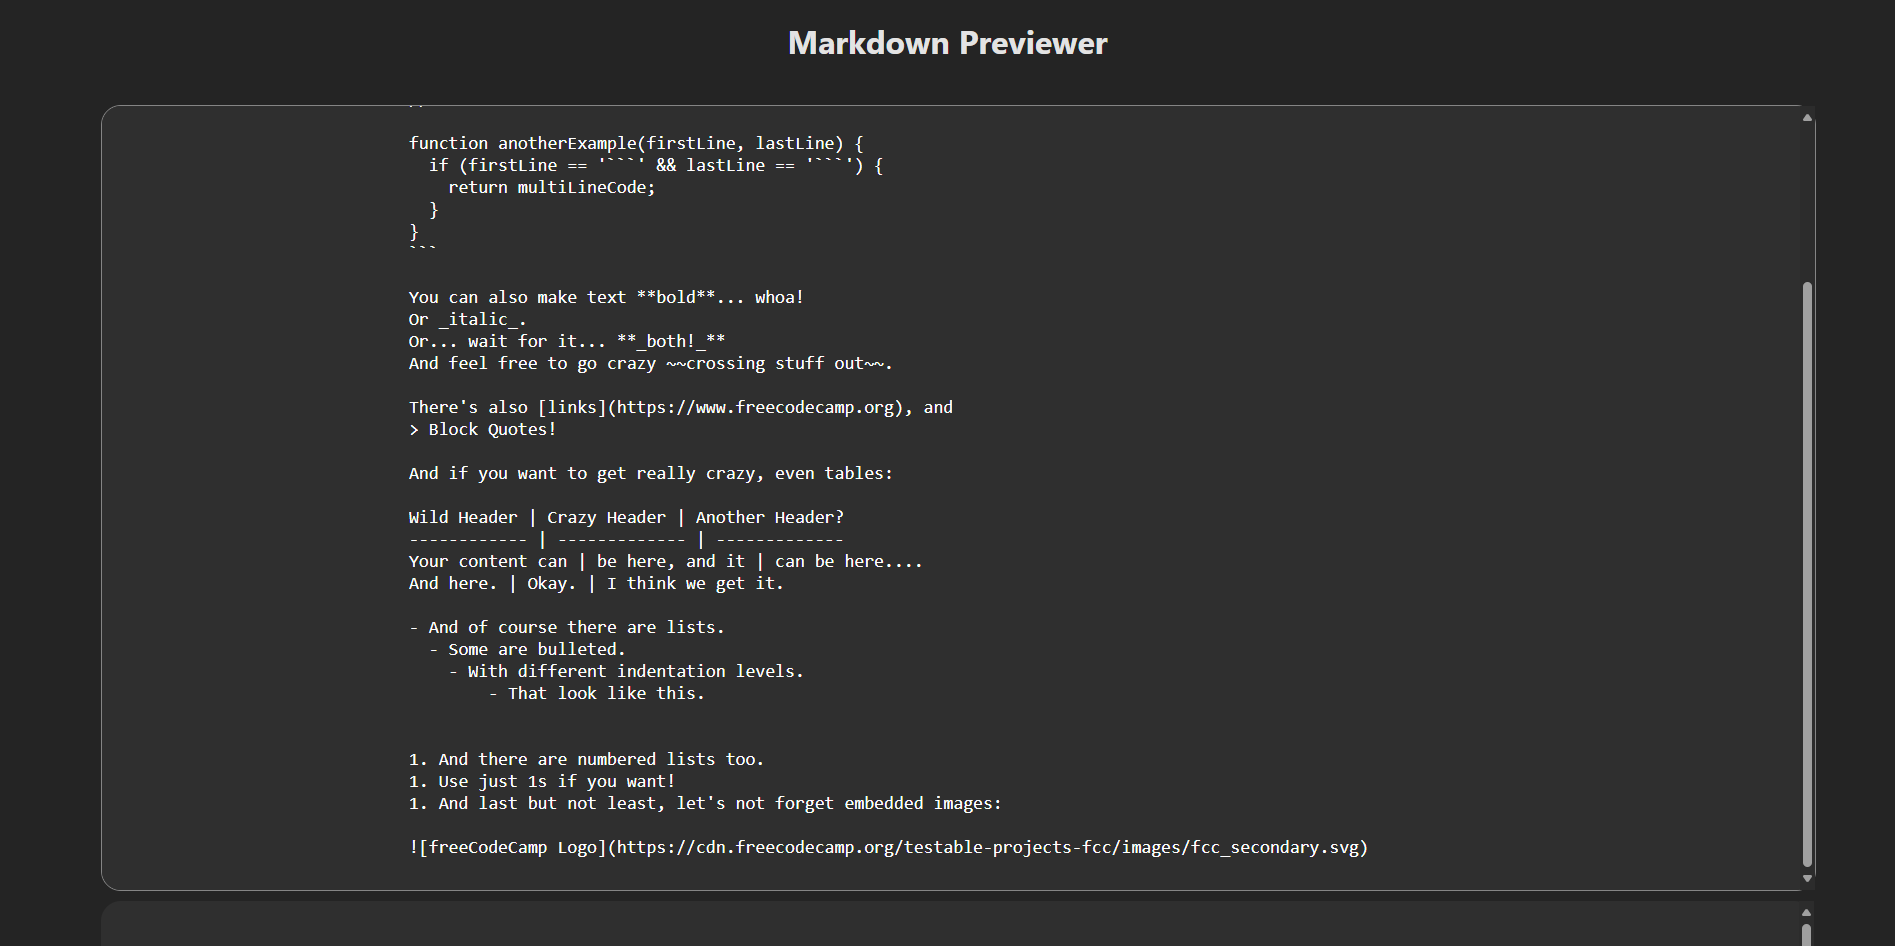 Markdown Previewer
function anotherExample(firstLine, lastLine) {
  if (firstLine == '```' && lastLine == '```') {
    return multiLineCode;
  }
}
```
You can also make text **bold**... whoa!
Or _italic_.
Or... wait for it... **_both!_**
And feel free to go crazy ~~crossing stuff out~~.
There's also [links](https://www.freecodecamp.org), and
> Block Quotes!
And if you want to get really crazy, even tables:
Wild Header | Crazy Header | Another Header?
------------ | ------------- | -------------
Your content can | be here, and it | can be here....
And here. | Okay. | I think we get it.
- And of course there are lists.
  - Some are bulleted.
    - With different indentation levels.
        - That look like this.
1. And there are numbered lists too.
1. Use just 1s if you want!
1. And last but not least, let's not forget embedded images:
![freeCodeCamp Logo](https://cdn.freecodecamp.org/testable-projects-fcc/images/fcc_secondary.svg)